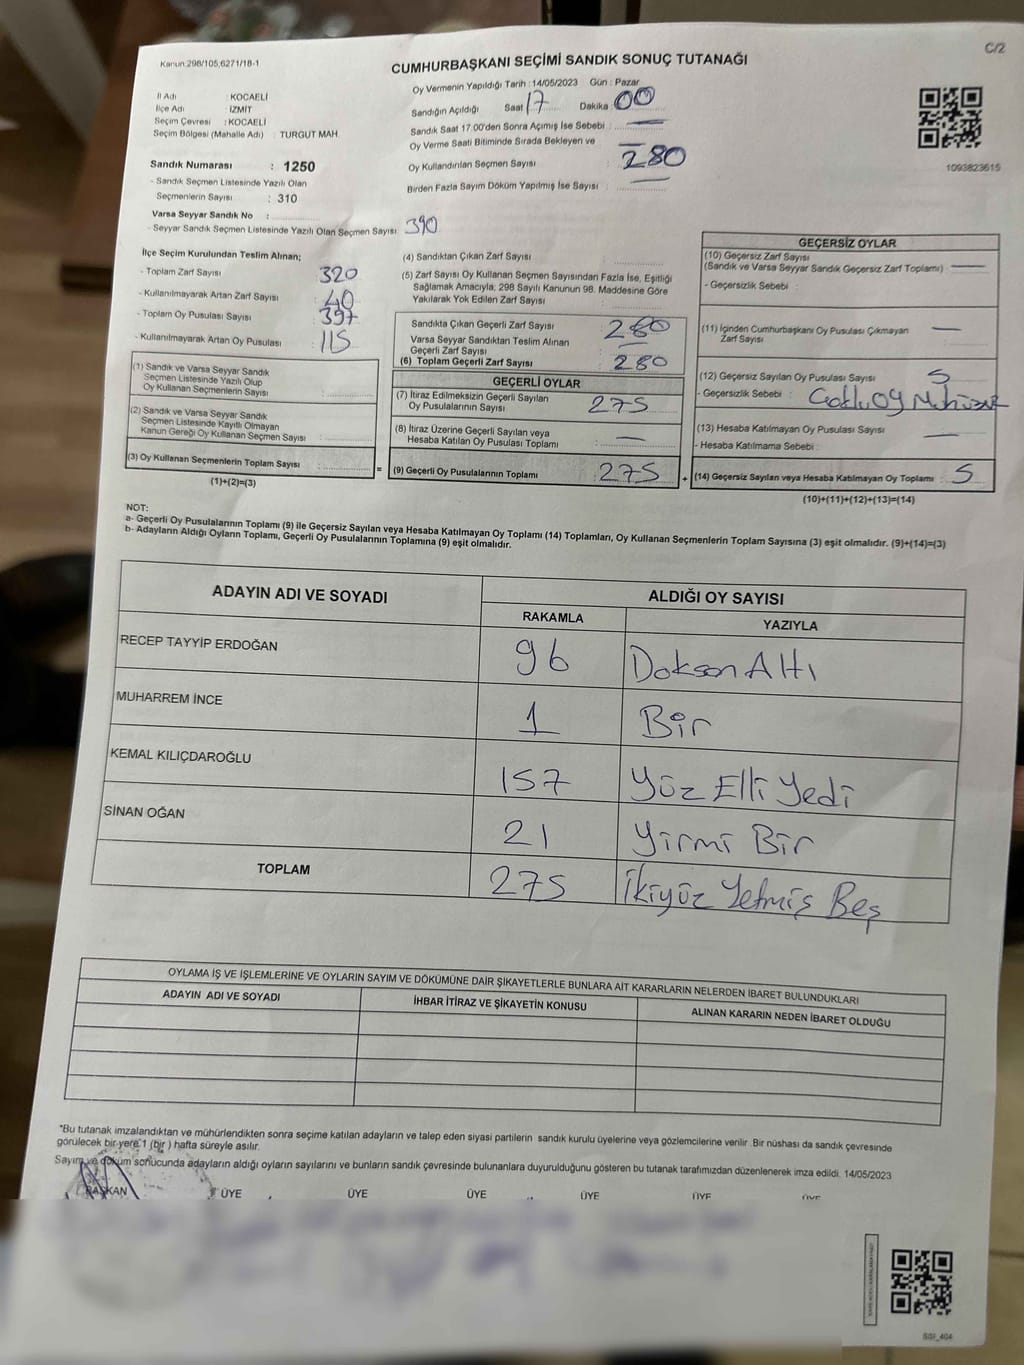 C/2
Kanun:298/105,6271/18-1
CUMHURBAŞKANI SEÇİMİ SANDIK SONUÇ TUTANAĞI
Oy Vermenin Yapıldığı Tarih : 14/05/2023 Gün : Pazar
İl Adı : KOCAELİ
İlçe Adı : İZMİT
Seçim Çevresi : KOCAELİ
Seçim Bölgesi (Mahalle Adı) : TURGUT MAH.
Sandığın Açıldığı Saat 17 Dakika 00
Sandık Saat 17.00'den Sonra Açımış İse Sebebi : —
Oy Verme Saati Bitiminde Sırada Bekleyen ve
Oy Kullandırılan Seçmen Sayısı : 280
Birden Fazla Sayım Döküm Yapılmış İse Sayısı :
1093823615
Sandık Numarası : 1250
- Sandık Seçmen Listesinde Yazılı Olan
Seçmenlerin Sayısı : 310
Varsa Seyyar Sandık No :
- Seyyar Sandık Seçmen Listesinde Yazılı Olan Seçmen Sayısı 390
İlçe Seçim Kurulundan Teslim Alınan;
- Toplam Zarf Sayısı 320
- Kullanılmayarak Artan Zarf Sayısı : 40
- Toplam Oy Pusulası Sayısı : 397
- Kullanılmayarak Artan Oy Pusulası : 115
(1) Sandık ve Varsa Seyyar Sandık
Seçmen Listesinde Yazılı Olup
Oy Kullanan Seçmenlerin Sayısı :
(2) Sandık ve Varsa Seyyar Sandık
Seçmen Listesinde Kayıtlı Olmayan
Kanun Gereği Oy Kullanan Seçmen Sayısı :
(3) Oy Kullanan Seçmenlerin Toplam Sayısı :
(1)+(2)=(3)
(4) Sandıktan Çıkan Zarf Sayısı :
(5) Zarf Sayısı Oy Kullanan Seçmen Sayısından Fazla İse, Eşitliği
Sağlamak Amacıyla, 298 Sayılı Kanunun 98. Maddesine Göre
Yakılarak Yok Edilen Zarf Sayısı :
Sandıkta Çıkan Geçerli Zarf Sayısı : 280
Varsa Seyyar Sandıktan Teslim Alınan
Geçerli Zarf Sayısı : —
(6) Toplam Geçerli Zarf Sayısı : 280
GEÇERLİ OYLAR
(7) İtiraz Edilmeksizin Geçerli Sayılan
Oy Pusulalarının Sayısı : 275
(8) İtiraz Üzerine Geçerli Sayılan veya
Hesaba Katılan Oy Pusulası Toplamı : —
= (9) Geçerli Oy Pusulalarının Toplamı : 275
GEÇERSİZ OYLAR
(10) Geçersiz Zarf Sayısı
(Sandık ve Varsa Seyyar Sandık Geçersiz Zarf Toplamı) : —
- Geçersizlik Sebebi :
(11) İçinden Cumhurbaşkanı Oy Pusulası Çıkmayan —
Zarf Sayısı
(12) Geçersiz Sayılan Oy Pusulası Sayısı : 5
- Geçersizlik Sebebi :
(13) Hesaba Katılmayan Oy Pusulası Sayısı : —
- Hesaba Katılmama Sebebi :
+ (14) Geçersiz Sayılan veya Hesaba Katılmayan Oy Toplamı : 5
(10)+(11)+(12)+(13)=(14)
NOT:
a- Geçerli Oy Pusulalarının Toplamı (9) ile Geçersiz Sayılan veya Hesaba Katılmayan Oy Toplamı (14) Toplamları, Oy Kullanan Seçmenlerin Toplam Sayısına (3) eşit olmalıdır. (9)+(14)=(3)
b- Adayların Aldığı Oyların Toplamı, Geçerli Oy Pusulalarının Toplamına (9) eşit olmalıdır.
ADAYIN ADI VE SOYADI ALDIĞI OY SAYISI
RAKAMLA YAZIYLA
RECEP TAYYİP ERDOĞAN 96 Doksan Altı
MUHARREM İNCE 1 Bir
KEMAL KILIÇDAROĞLU 157 Yüz Elli Yedi
SİNAN OĞAN 21 Yirmi Bir
TOPLAM 275 İkiyüz Yetmiş Beş
OYLAMA İŞ VE İŞLEMLERİNE VE OYLARIN SAYIM VE DÖKÜMÜNE DAİR ŞİKAYETLERLE BUNLARA AİT KARARLARIN NELERDEN İBARET BULUNDUKLARI
ADAYIN ADI VE SOYADI İHBAR İTİRAZ VE ŞİKAYETİN KONUSU ALINAN KARARIN NEDEN İBARET OLDUĞU
*Bu tutanak imzalandıktan ve mühürlendikten sonra seçime katılan adayların ve talep eden siyasi partilerin sandık kurulu üyelerine veya gözlemcilerine verilir. Bir nüshası da sandık çevresinde
görülecek bir yere 1 (bir ) hafta süreyle asılır.
Sayım ve döküm sonucunda adayların aldığı oyların sayılarını ve bunların sandık çevresinde bulunanlara duyurulduğunu gösteren bu tutanak tarafımızdan düzenlenerek imza edildi. 14/05/2023
BAŞKAN ÜYE ÜYE ÜYE ÜYE ÜYE ÜYE